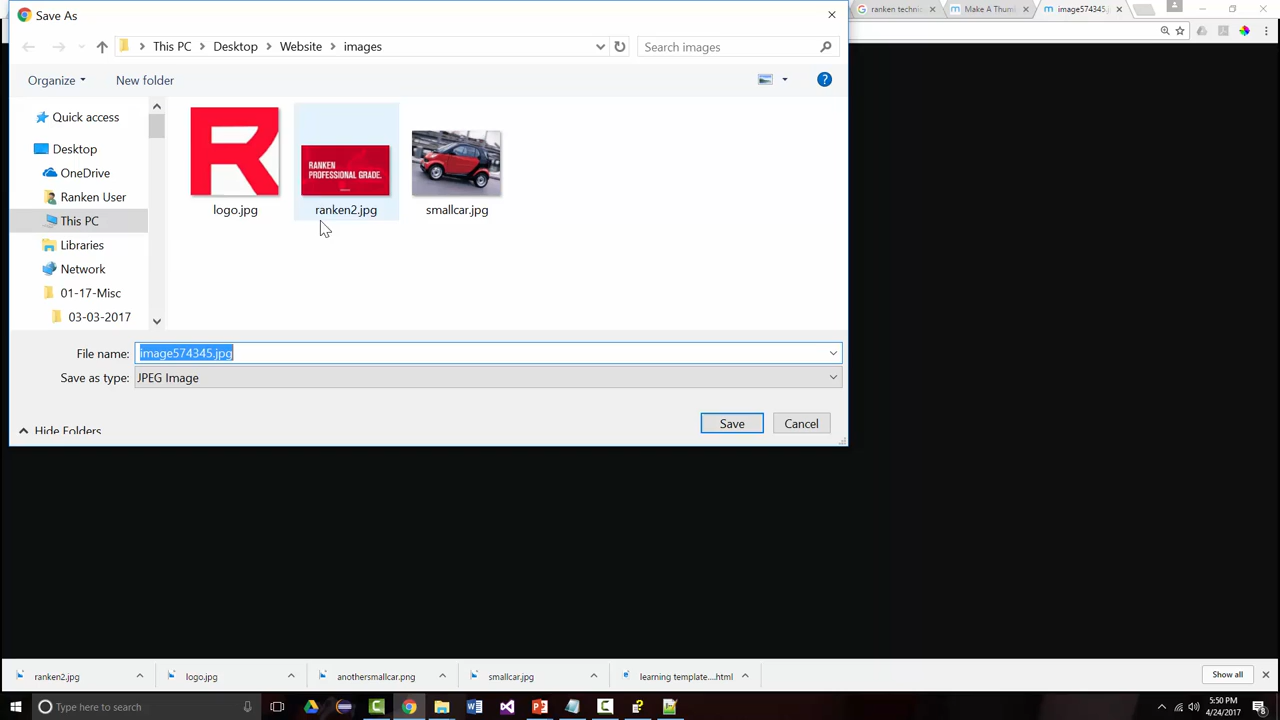 Save As
ranken techni
Make A Thum
image574345.j
This PC
Desktop
Website
images
Search images
Organize
New folder
?
Quick access
Desktop
OneDrive
Ranken User
This PC
Libraries
Network
01-17-Misc
03-03-2017
R
RANKEN
PROFESSIONAL GRADE.
logo.jpg
ranken2.jpg
smallcar.jpg
File name:
image574345.jpg
Save as type:
JPEG Image
Hide Folders
Save
Cancel
ranken2.jpg
logo.jpg
anothersmallcar.png
smallcar.jpg
learning template....html
Show all
Type here to search
5:50 PM
4/24/2017